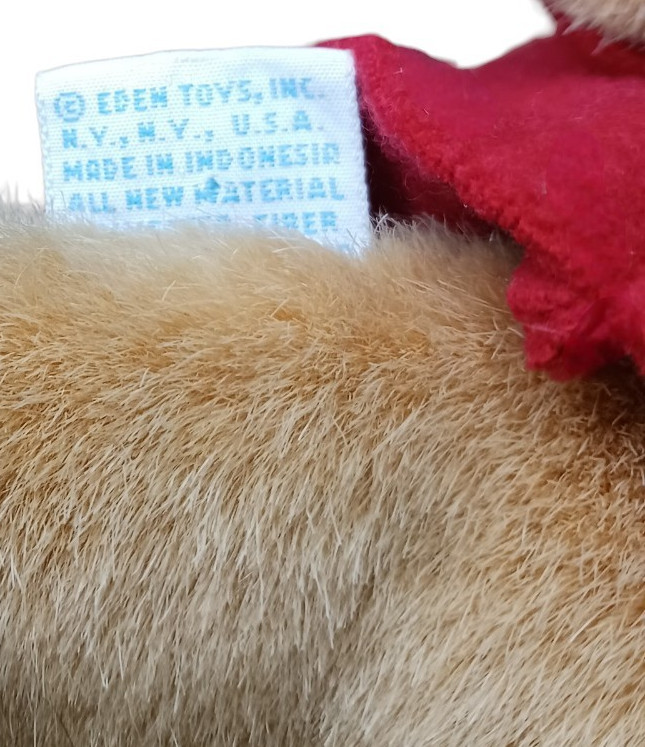 © EDEN TOYS, INC.
N.Y., N.Y., U.S.A.
MADE IN INDONESIA
ALL NEW MATERIAL
FIBER